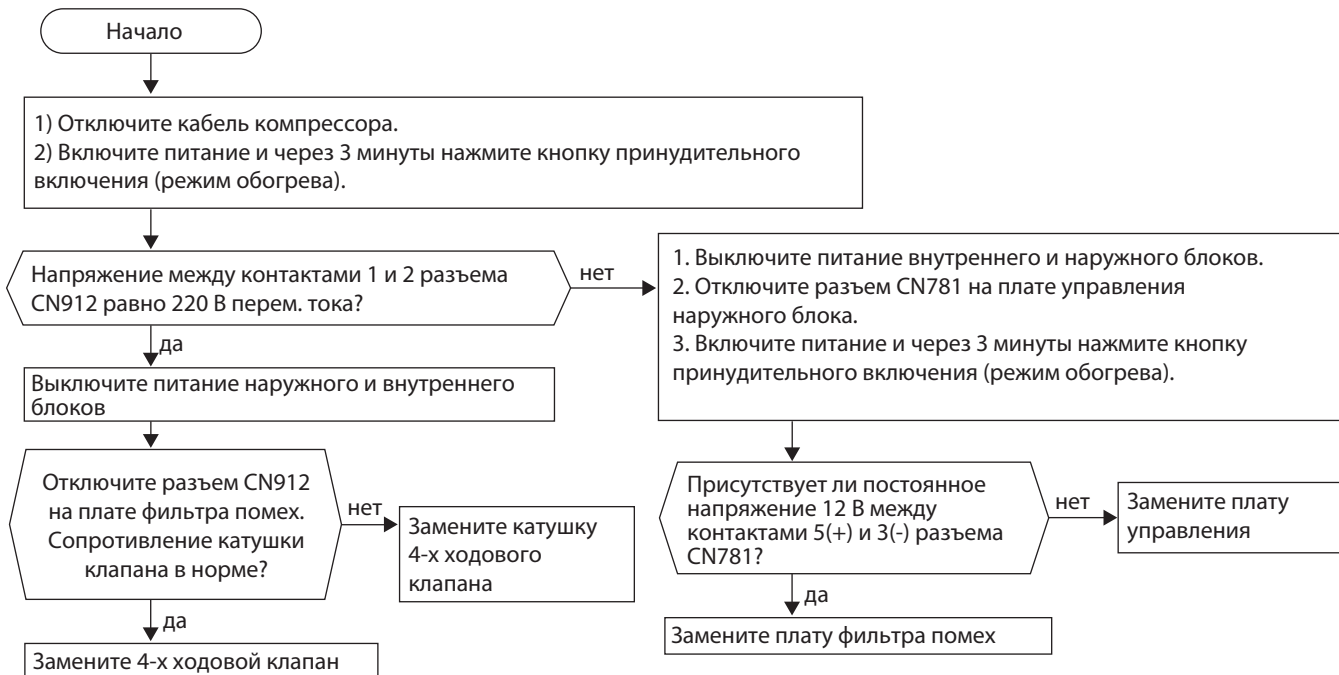 Начало
1) Отключите кабель компрессора.
2) Включите питание и через 3 минуты нажмите кнопку принудительного
включения (режим обогрева).
Напряжение между контактами 1 и 2 разъема
CN912 равно 220 В перем. тока?
нет
1. Выключите питание внутреннего и наружного блоков.
2. Отключите разъем CN781 на плате управления
наружного блока.
3. Включите питание и через 3 минуты нажмите кнопку
принудительного включения (режим обогрева).
да
Выключите питание наружного и внутреннего
блоков
Отключите разъем CN912
на плате фильтра помех.
Сопротивление катушки
клапана в норме?
нет
Замените катушку
4-х ходового
клапана
Присутствует ли постоянное
напряжение 12 В между
контактами 5(+) и 3(-) разъема
CN781?
нет
Замените плату
управления
да
Замените 4-х ходовой клапан
да
Замените плату фильтра помех